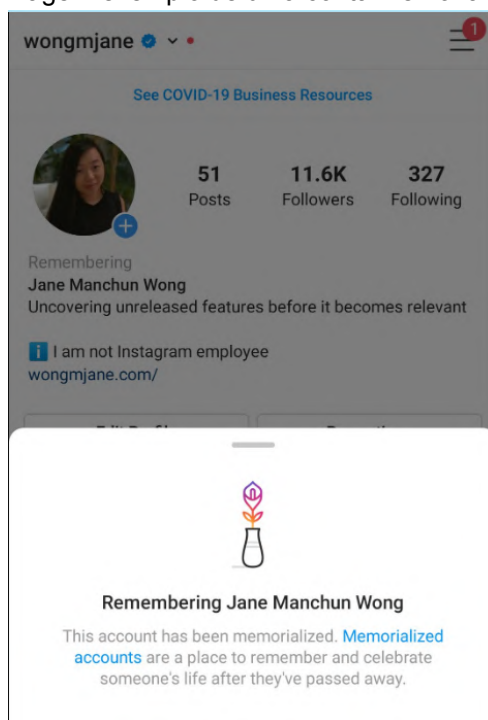 wongmjane
1
See COVID-19 Business Resources
51 11.6K 327
Posts Followers Following
Remembering
Jane Manchun Wong
Uncovering unreleased features before it becomes relevant
I am not Instagram employee
wongmjane.com/
Remembering Jane Manchun Wong
This account has been memorialized. Memorialized
accounts are a place to remember and celebrate
someone's life after they've passed away.